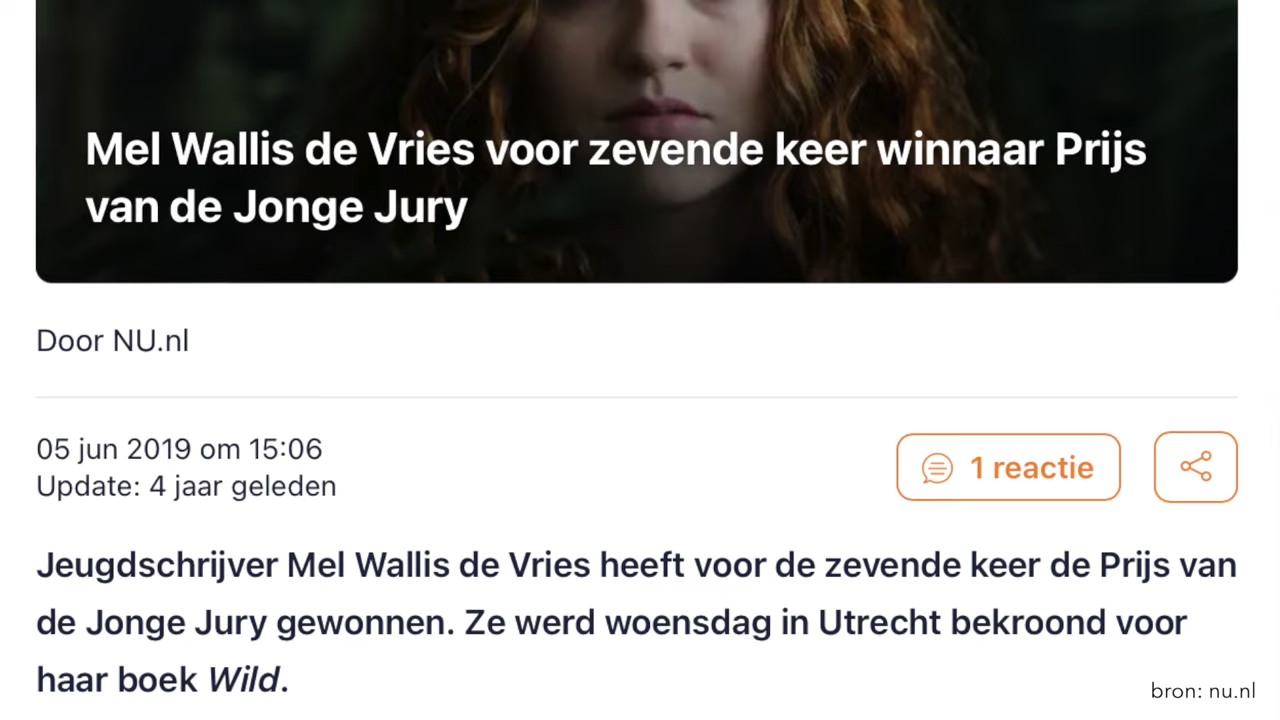 Mel Wallis de Vries voor zevende keer winnaar Prijs
van de Jonge Jury
Door NU.nl
05 jun 2019 om 15:06
Update: 4 jaar geleden
1 reactie
Jeugdschrijver Mel Wallis de Vries heeft voor de zevende keer de Prijs van
de Jonge Jury gewonnen. Ze werd woensdag in Utrecht bekroond voor
haar boek Wild.
bron: nu.nl